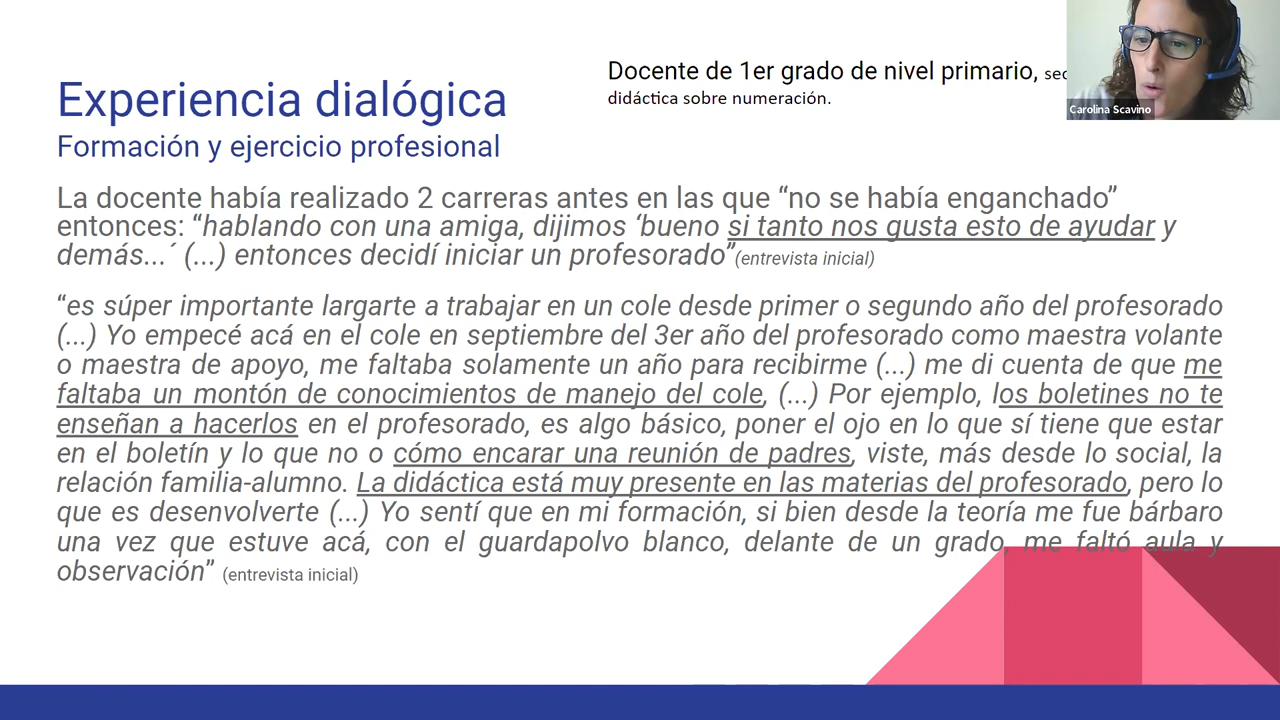 Experiencia dialógica
Formación y ejercicio profesional
Docente de 1er grado de nivel primario,
didáctica sobre numeración.
Carolina Scavino
La docente había realizado 2 carreras antes en las que “no se había enganchado”
entonces: “hablando con una amiga, dijimos ‘bueno si tanto nos gusta esto de ayudar y
demás...´ (...) entonces decidí iniciar un profesorado”(entrevista inicial)
“es súper importante largarte a trabajar en un cole desde primer o segundo año del profesorado
(...) Yo empecé acá en el cole en septiembre del 3er año del profesorado como maestra volante
o maestra de apoyo, me faltaba solamente un año para recibirme (...) me di cuenta de que me
faltaba un montón de conocimientos de manejo del cole, (...) Por ejemplo, los boletines no te
enseñan a hacerlos en el profesorado, es algo básico, poner el ojo en lo que sí tiene que estar
en el boletín y lo que no o cómo encarar una reunión de padres, viste, más desde lo social, la
relación familia-alumno. La didáctica está muy presente en las materias del profesorado, pero lo
que es desenvolverte (...) Yo sentí que en mi formación, si bien desde la teoría me fue bárbaro
una vez que estuve acá, con el guardapolvo blanco, delante de un grado, me faltó aula y
observación” (entrevista inicial)